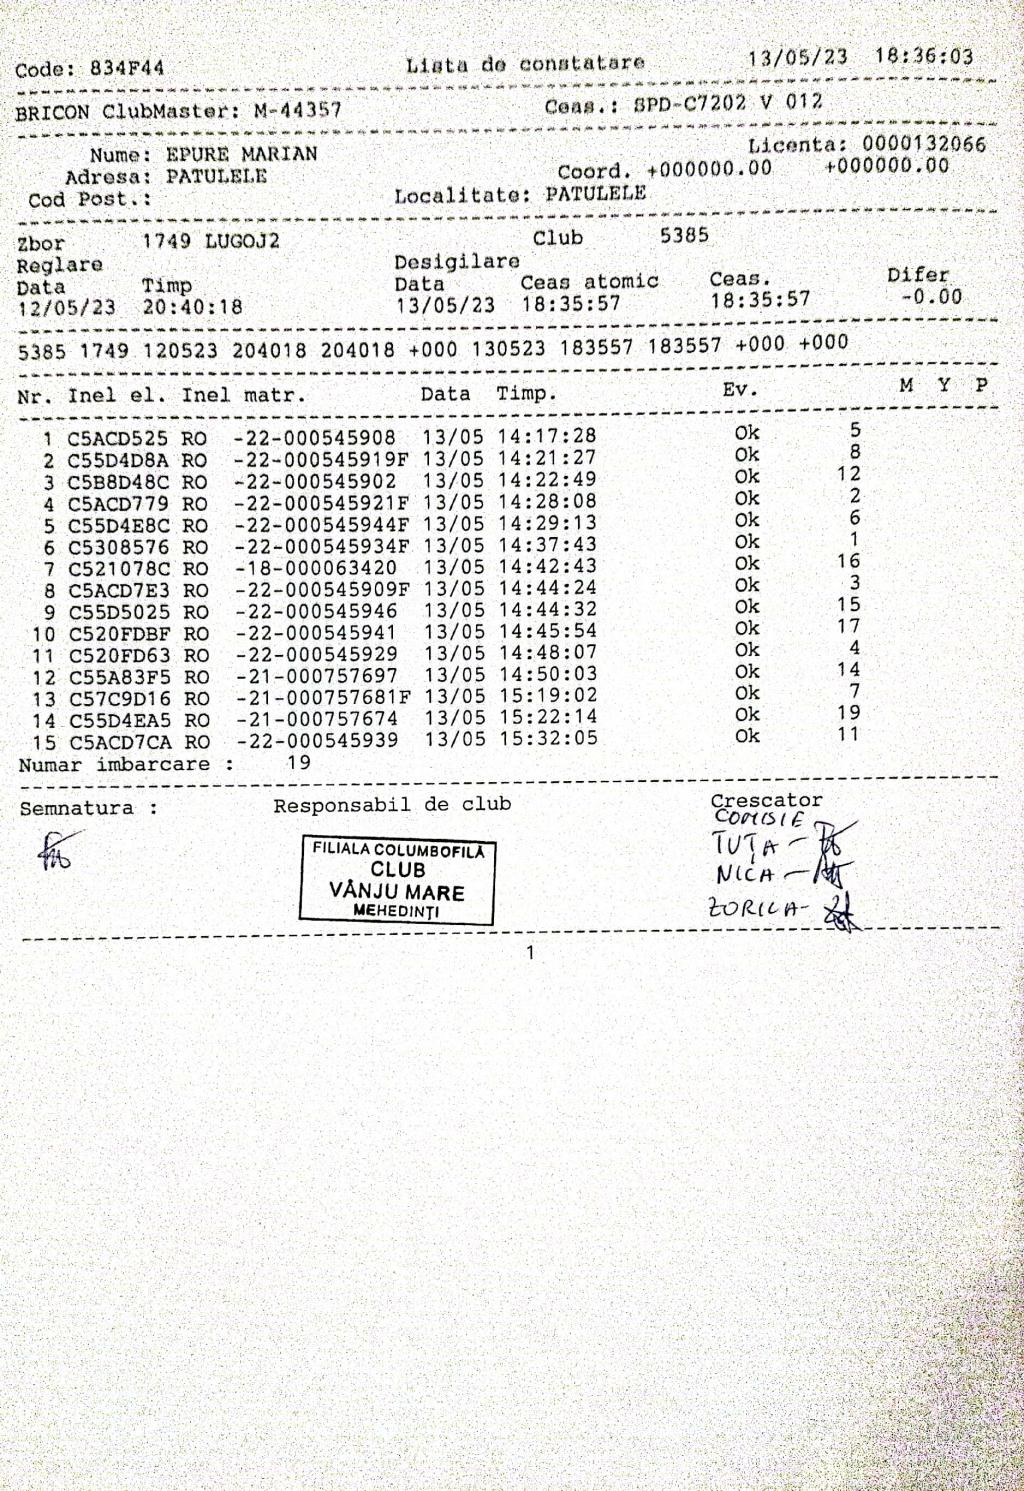 Code: 834F44 Lista de constatare 13/05/23 18:36:03
BRICON ClubMaster: M-44357 Ceas.: SPD-C7202 V 012
Nume: EPURE MARIAN Licenta: 0000132066
Adresa: PATULELE Coord. +000000.00 +000000.00
Cod Post.: Localitate: PATULELE
Zbor 1749 LUGOJ2 Club 5385
Reglare Desigilare
Data Timp Data Ceas atomic Ceas. Difer
12/05/23 20:40:18 13/05/23 18:35:57 18:35:57 -0.00
5385 1749 120523 204018 204018 +000 130523 183557 183557 +000 +000
Nr. Inel el. Inel matr. Data Timp. Ev. M Y P
1 C5ACD525 RO -22-000545908 13/05 14:17:28 Ok 5
2 C55D4D8A RO -22-000545919F 13/05 14:21:27 Ok 8
3 C5B8D48C RO -22-000545902 13/05 14:22:49 Ok 12
4 C5ACD779 RO -22-000545921F 13/05 14:28:08 Ok 2
5 C55D4E8C RO -22-000545944F 13/05 14:29:13 Ok 6
6 C5308576 RO -22-000545934F 13/05 14:37:43 Ok 1
7 C521078C RO -18-000063420 13/05 14:42:43 Ok 16
8 C5ACD7E3 RO -22-000545909F 13/05 14:44:24 Ok 3
9 C55D5025 RO -22-000545946 13/05 14:44:32 Ok 15
10 C520FDBF RO -22-000545941 13/05 14:45:54 Ok 17
11 C520FD63 RO -22-000545929 13/05 14:48:07 Ok 4
12 C55A83F5 RO -21-000757697 13/05 14:50:03 Ok 14
13 C57C9D16 RO -21-000757681F 13/05 15:19:02 Ok 7
14 C55D4EA5 RO -21-000757674 13/05 15:22:14 Ok 19
15 C5ACD7CA RO -22-000545939 13/05 15:32:05 Ok 11
Numar imbarcare : 19
Semnatura : Responsabil de club Crescator
COMISIE
TUȚA -
NICA -
ZORILA -
FILIALA COLUMBOFILĂ
CLUB
VÂNJU MARE
MEHEDINȚI
1